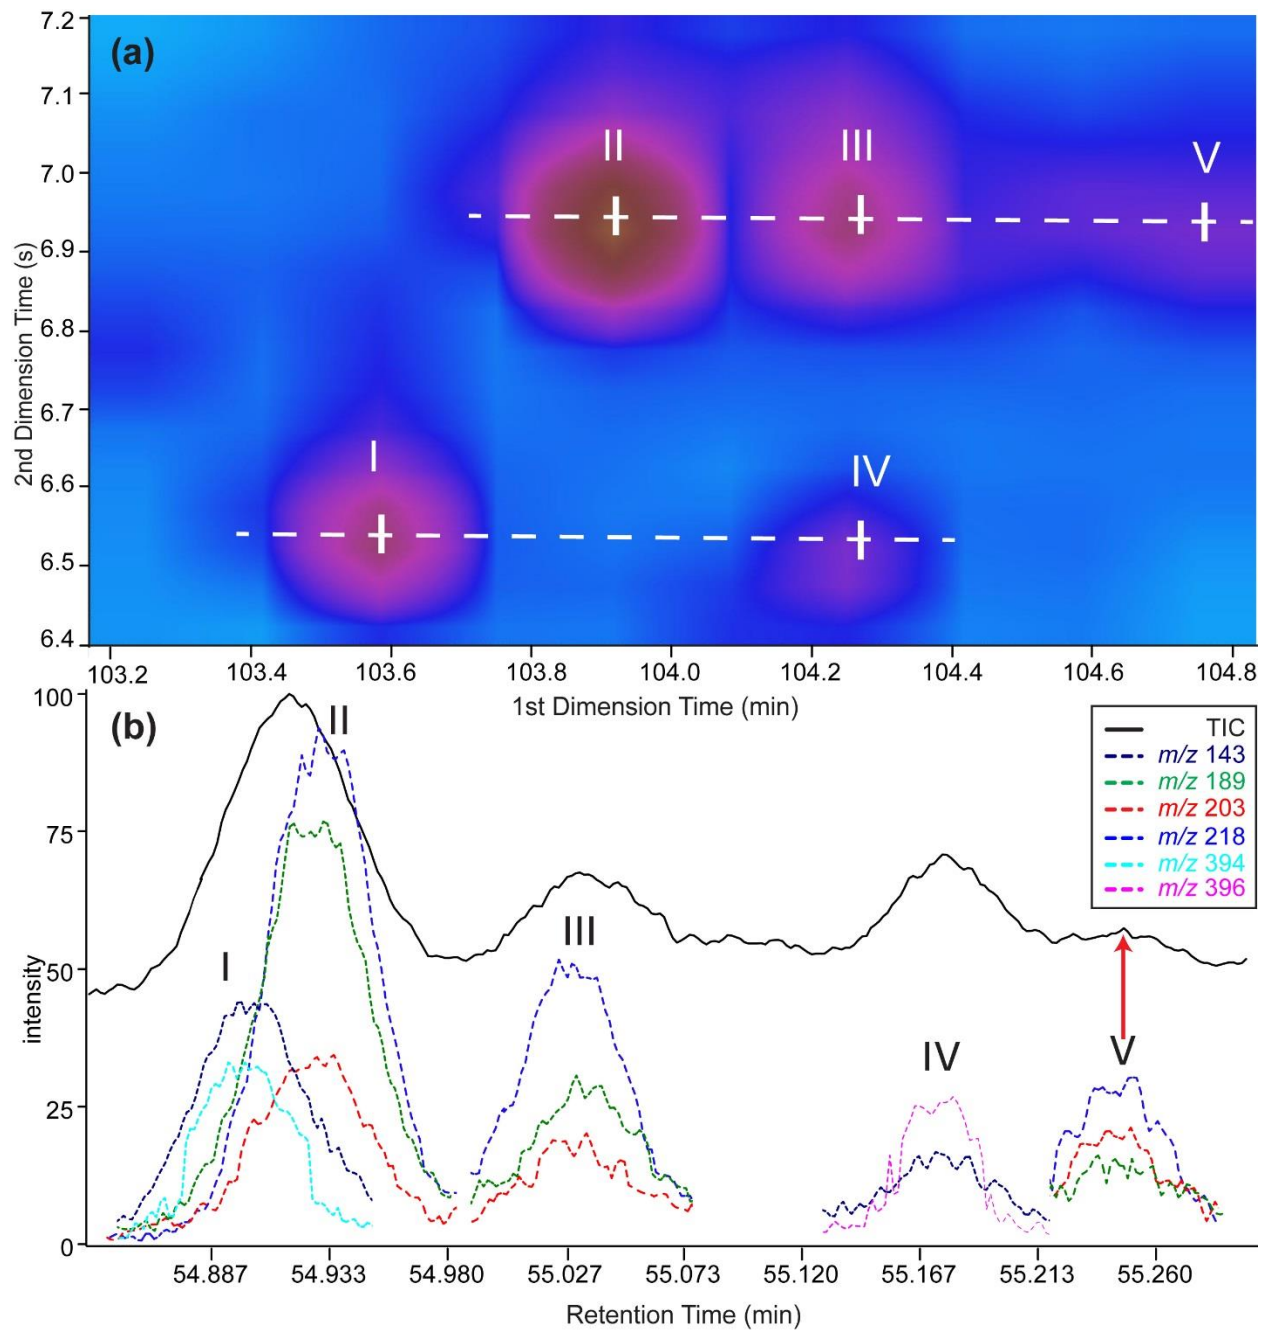 (a)
2nd Dimension Time (s)
7.2
7.1
7.0
6.9
6.8
6.7
6.6
6.5
6.4
II
III
V
I
IV
103.2
103.4
103.6
103.8
104.0
104.2
104.4
104.6
104.8
1st Dimension Time (min)
(b)
intensity
100
75
50
25
0
I
II
III
IV
V
TIC
m/z 143
m/z 189
m/z 203
m/z 218
m/z 394
m/z 396
54.887
54.933
54.980
55.027
55.073
55.120
55.167
55.213
55.260
Retention Time (min)